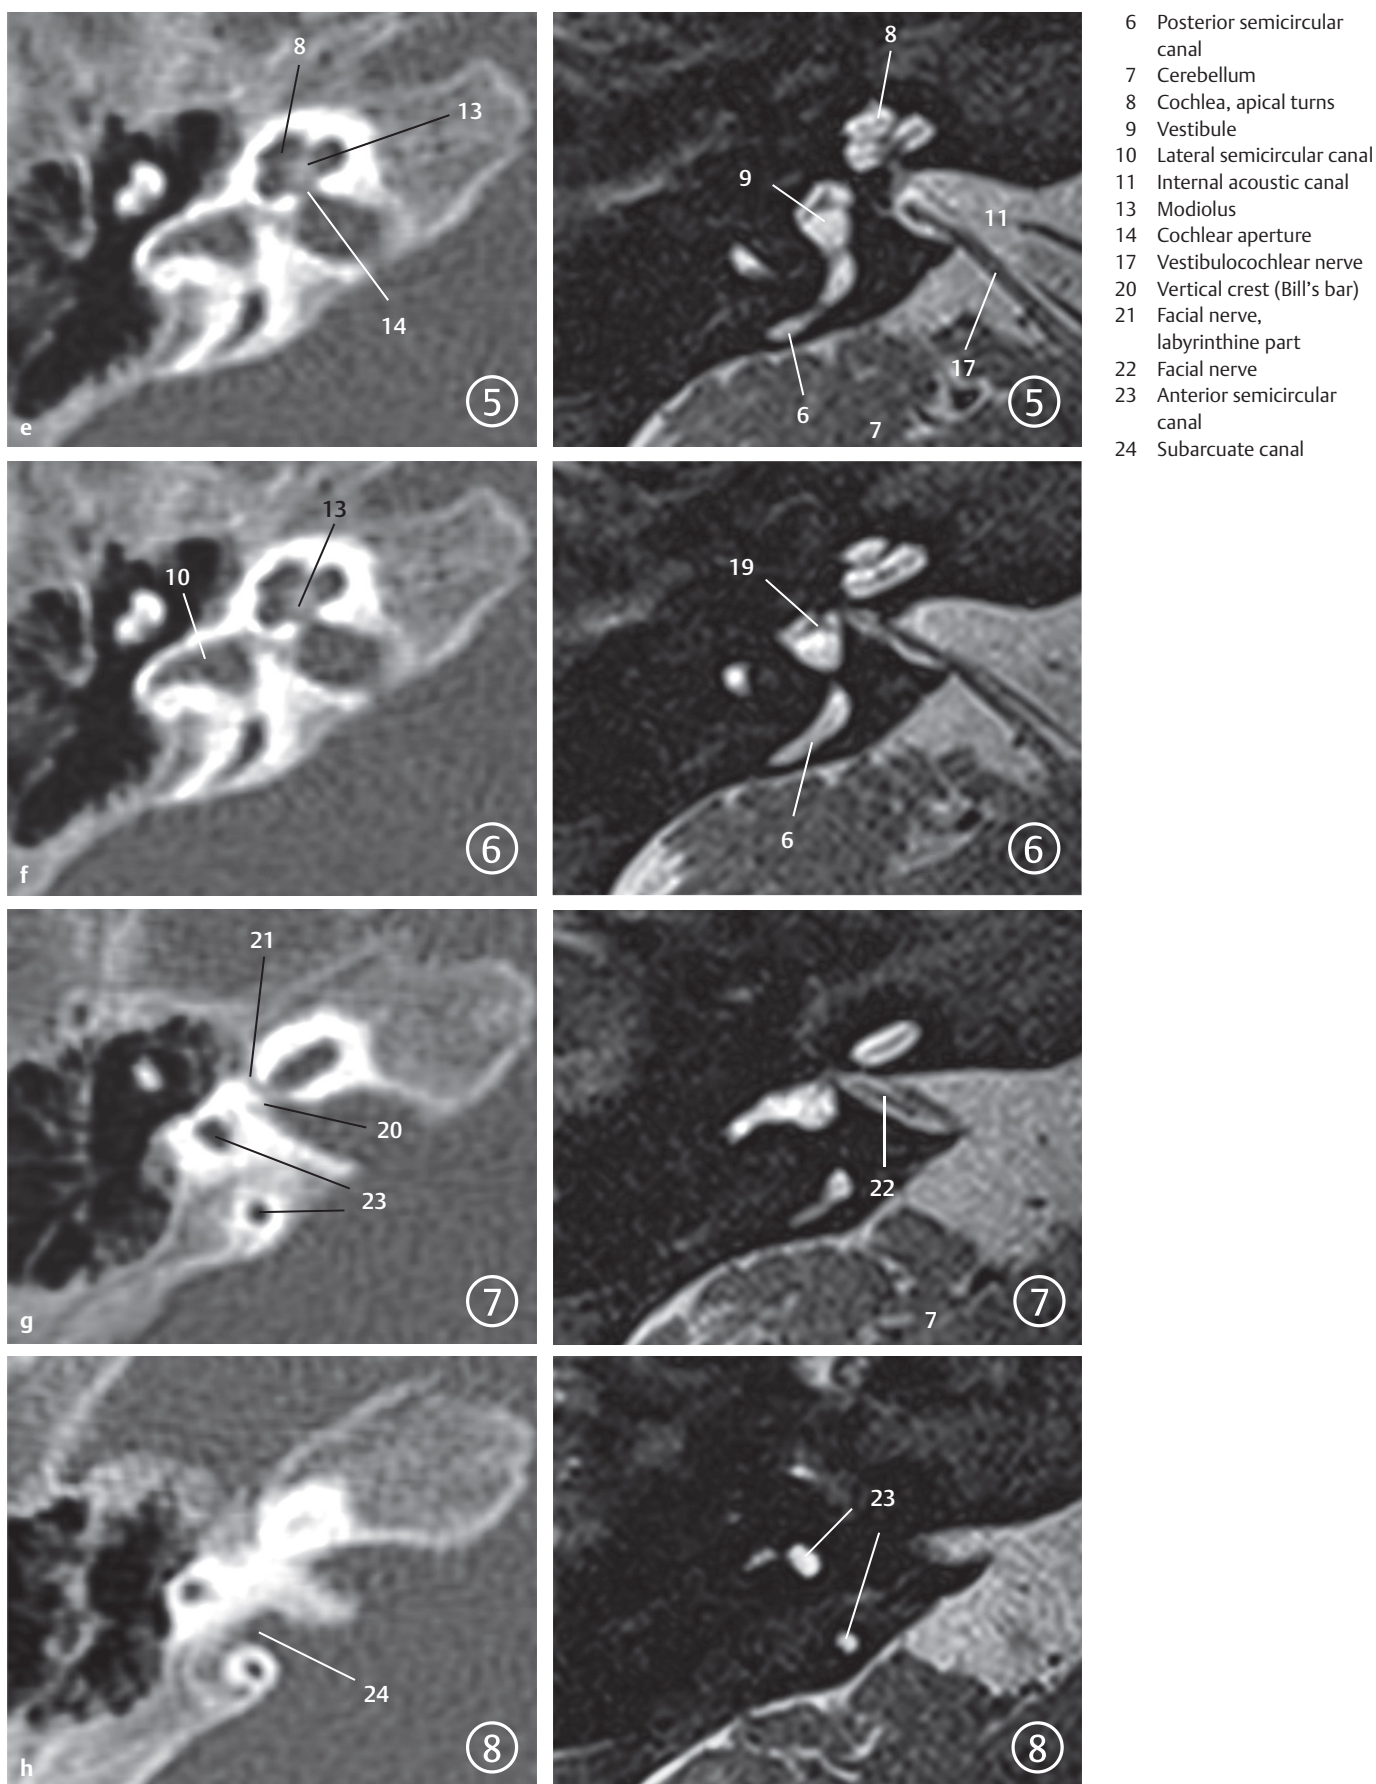 8
13
14
5
e
8
9
11
17
6
7
5
6 Posterior semicircular
canal
7 Cerebellum
8 Cochlea, apical turns
9 Vestibule
10 Lateral semicircular canal
11 Internal acoustic canal
13 Modiolus
14 Cochlear aperture
17 Vestibulocochlear nerve
20 Vertical crest (Bill’s bar)
21 Facial nerve,
labyrinthine part
22 Facial nerve
23 Anterior semicircular
canal
24 Subarcuate canal
13
10
6
f
19
6
6
21
20
23
7
g
22
7
7
24
8
h
23
8